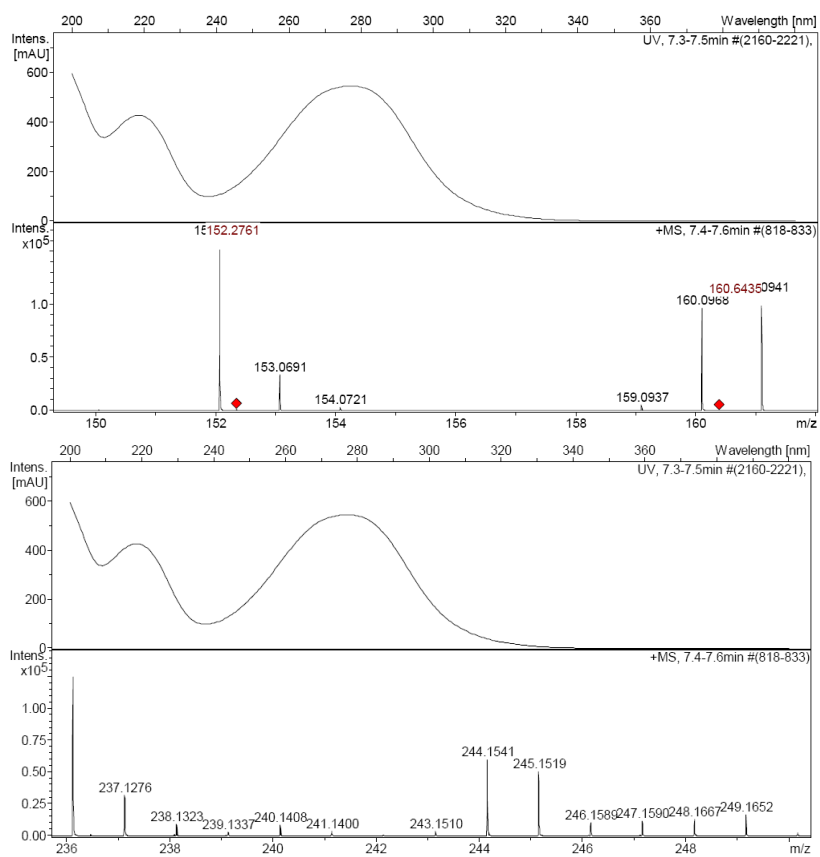 200 220 240 260 280 300 320 340 360 Wavelength [nm]
Intens.
[mAU]
UV, 7.3-7.5min #(2160-2221),
600
400
200
0
Intens.
x10⁵
+MS, 7.4-7.6min #(818-833)
152.2761
160.6435
0941
160.0968
1.0
0.5
0.0
153.0691
154.0721
159.0937
150 152 154 156 158 160 m/z
200 220 240 260 280 300 320 340 360 Wavelength [nm]
Intens.
[mAU]
UV, 7.3-7.5min #(2160-2221),
600
400
200
0
Intens.
x10⁵
+MS, 7.4-7.6min #(818-833)
1.00
0.75
0.50
0.25
0.00
237.1276
238.1323
239.1337
240.1408
241.1400
243.1510
244.1541
245.1519
246.1589
247.1590
248.1667
249.1652
236 238 240 242 244 246 248 m/z